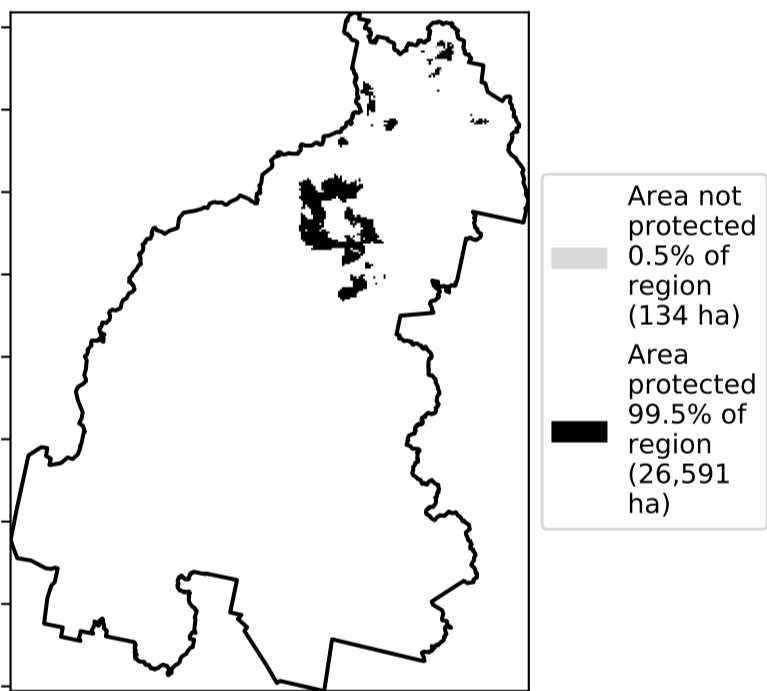 Area not
protected
0.5% of
region
(134 ha)
Area
protected
99.5% of
region
(26,591
ha)